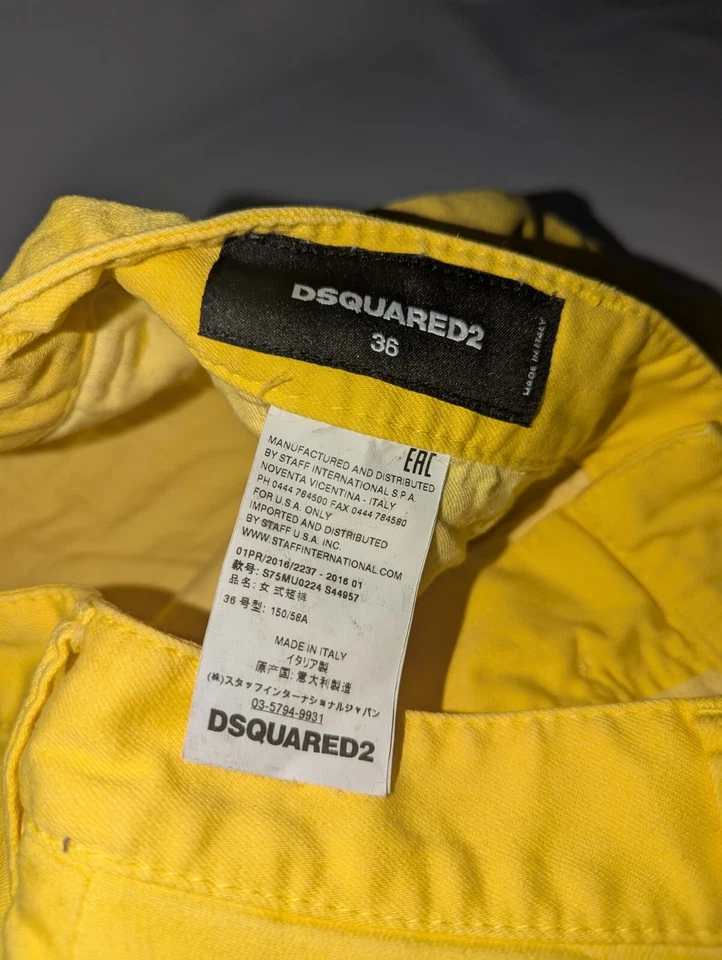 DSQUARED2
36
MADE IN ITALY
EAC
MANUFACTURED AND DISTRIBUTED
BY STAFF INTERNATIONAL S.P.A.
NOVENTA VICENTINA - ITALY
PH 0444 784500 FAX 0444 784580
FOR U.S.A. ONLY
IMPORTED AND DISTRIBUTED
BY STAFF U.S.A. INC.
WWW.STAFFINTERNATIONAL.COM
01PR/2016/2237 - 2016 01
款号: S75MU0224 S44957
品名: 女式短裤
36 号型: 150/58A
MADE IN ITALY
イタリア製
原产国: 意大利制造
(株)スタッフインターナショナルジャパン
03-5794-9931
DSQUARED2